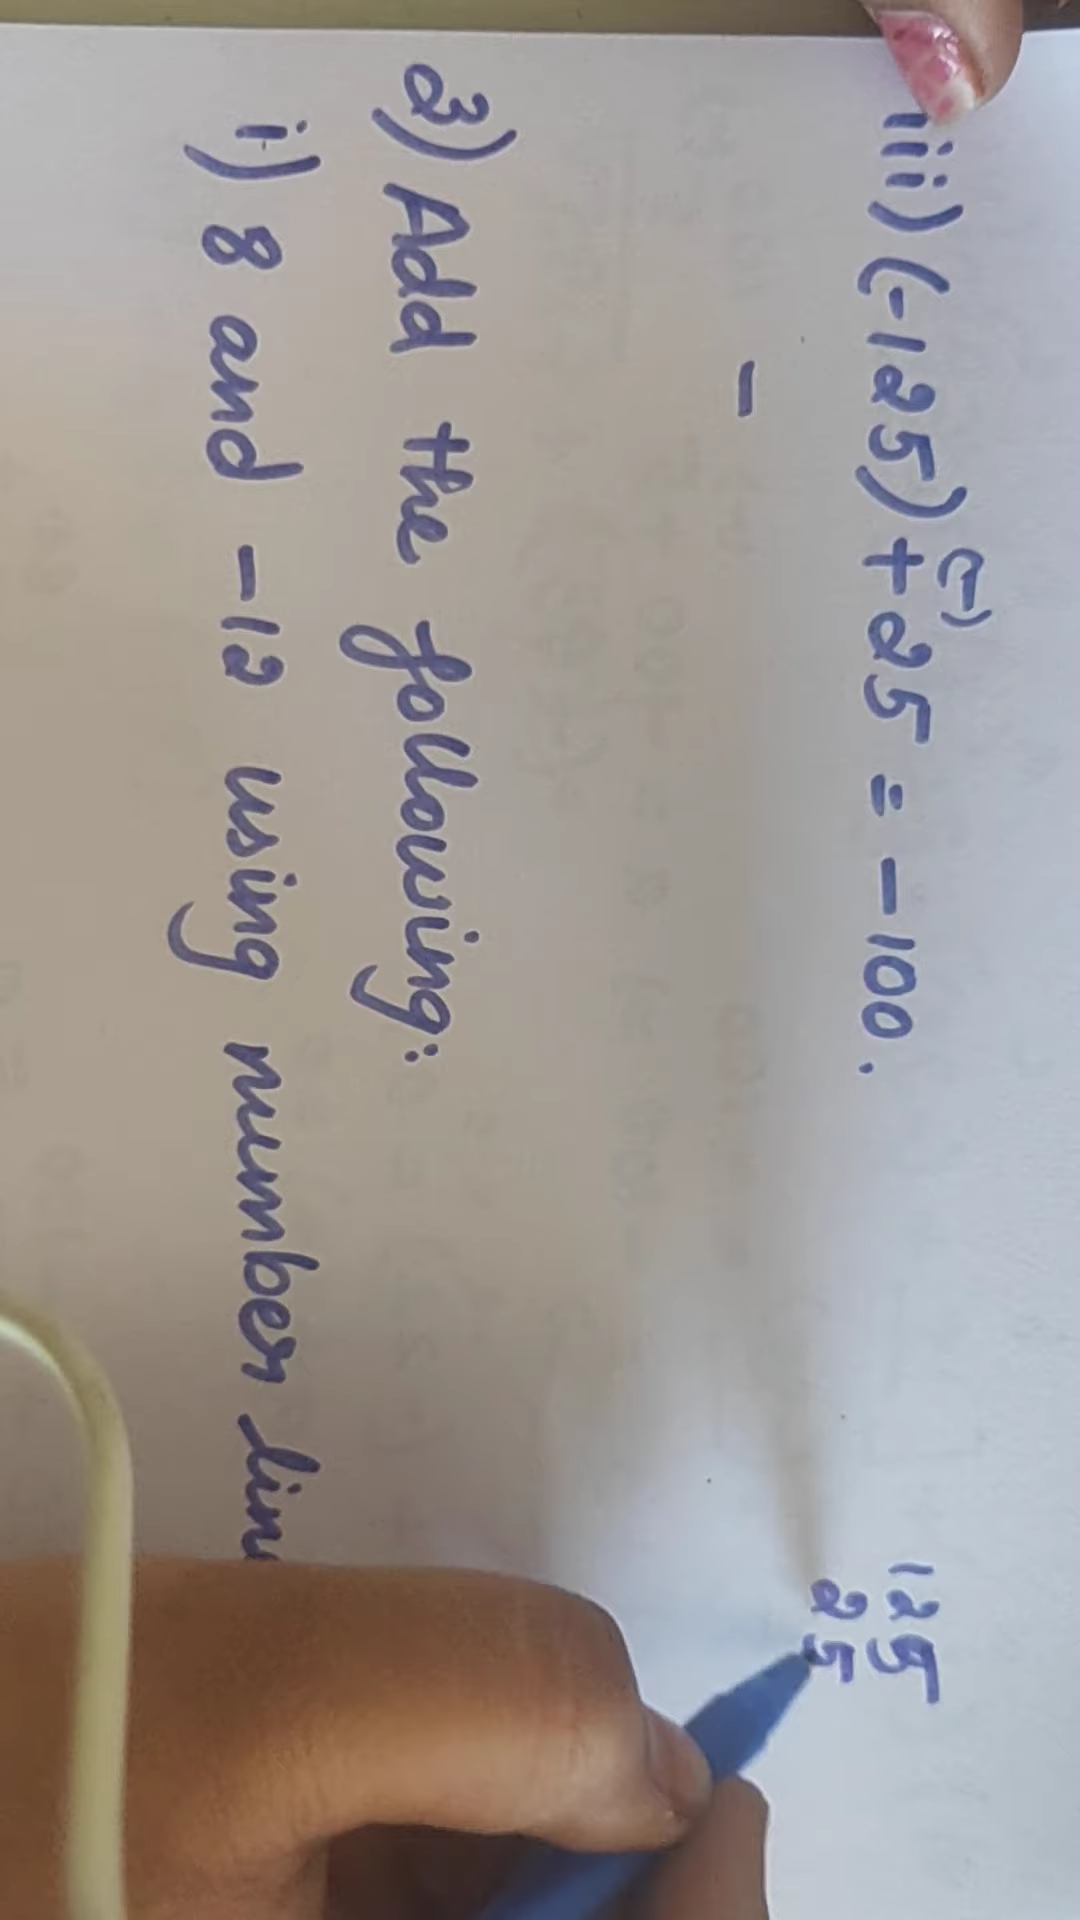 (-)
iii) (-125) + 25 = -100.
125
25
-
3) Add the following:
i) 8 and -12 using number